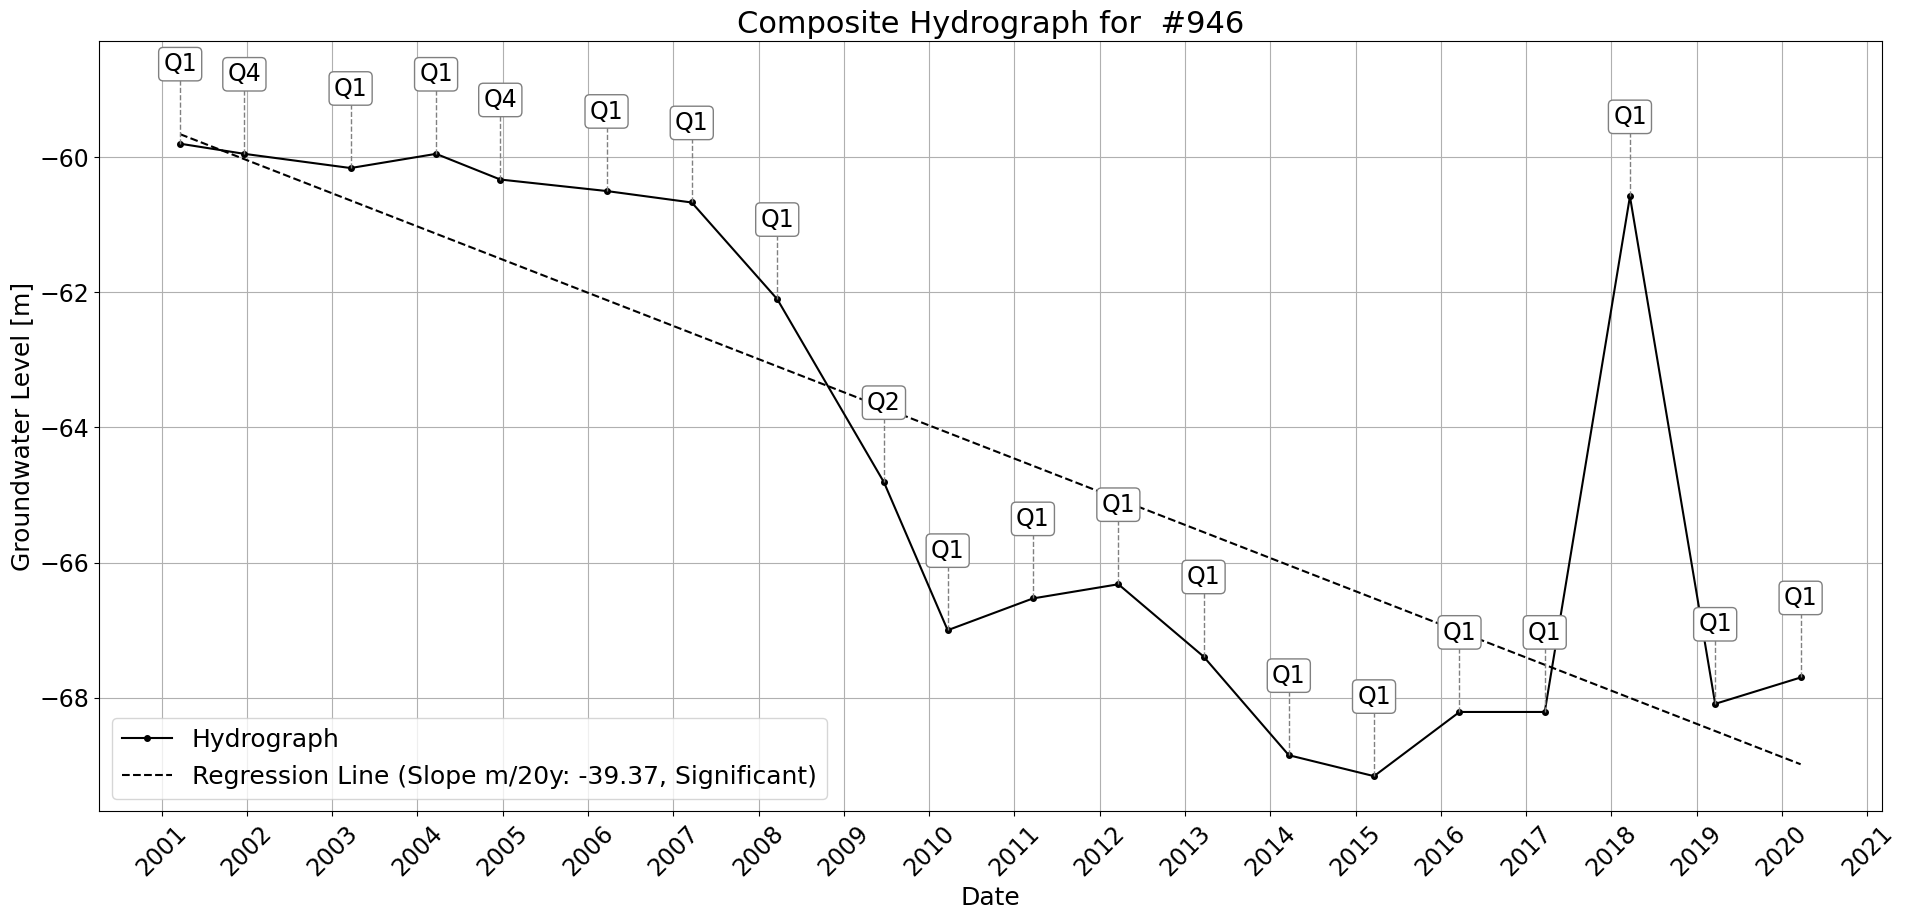 Composite Hydrograph for  #946
Q1
Q4
Q1
Q1
Q4
Q1
Q1
Q1
Q2
Q1
Q1
Q1
Q1
Q1
Q1
Q1
Q1
Q1
Q1
Q1
Groundwater Level [m]
−60
−62
−64
−66
−68
Hydrograph
Regression Line (Slope m/20y: -39.37, Significant)
2001
2002
2003
2004
2005
2006
2007
2008
2009
2010
2011
2012
2013
2014
2015
2016
2017
2018
2019
2020
2021
Date